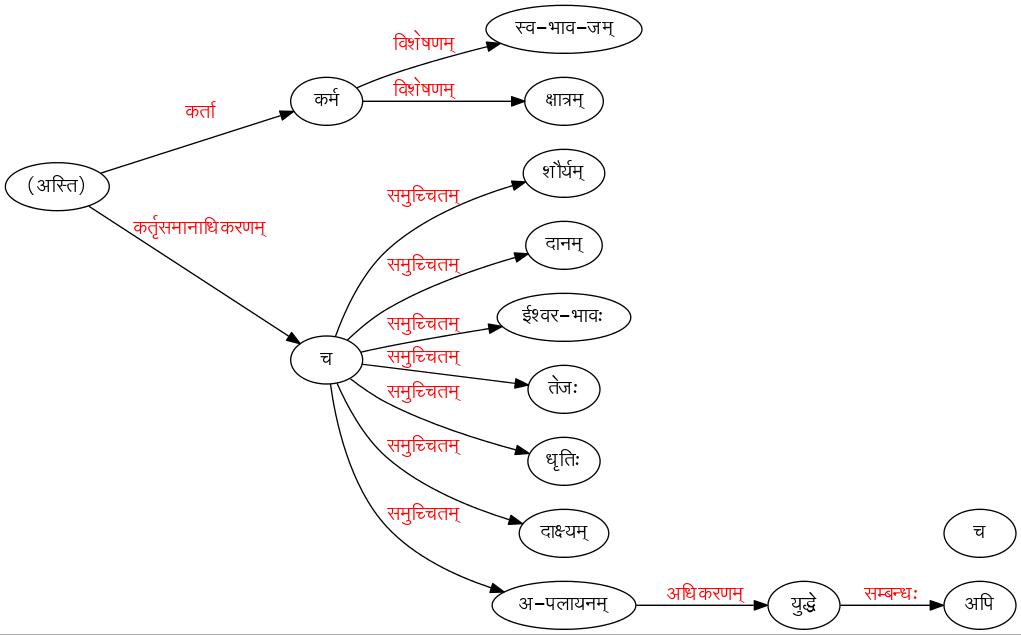 स्व-भाव-जम्
विशेषणम्
कर्म
विशेषणम्
क्षात्रम्
कर्ता
(अस्ति)
शौर्यम्
समुच्चितम्
कर्तृसमानाधिकरणम्
दानम्
समुच्चितम्
ईश्वर-भावः
समुच्चितम्
च
समुच्चितम्
तेजः
समुच्चितम्
समुच्चितम्
धृतिः
समुच्चितम्
दाक्ष्यम्
च
अ-पलायनम्
अधिकरणम्
युद्धे
सम्बन्धः
अपि